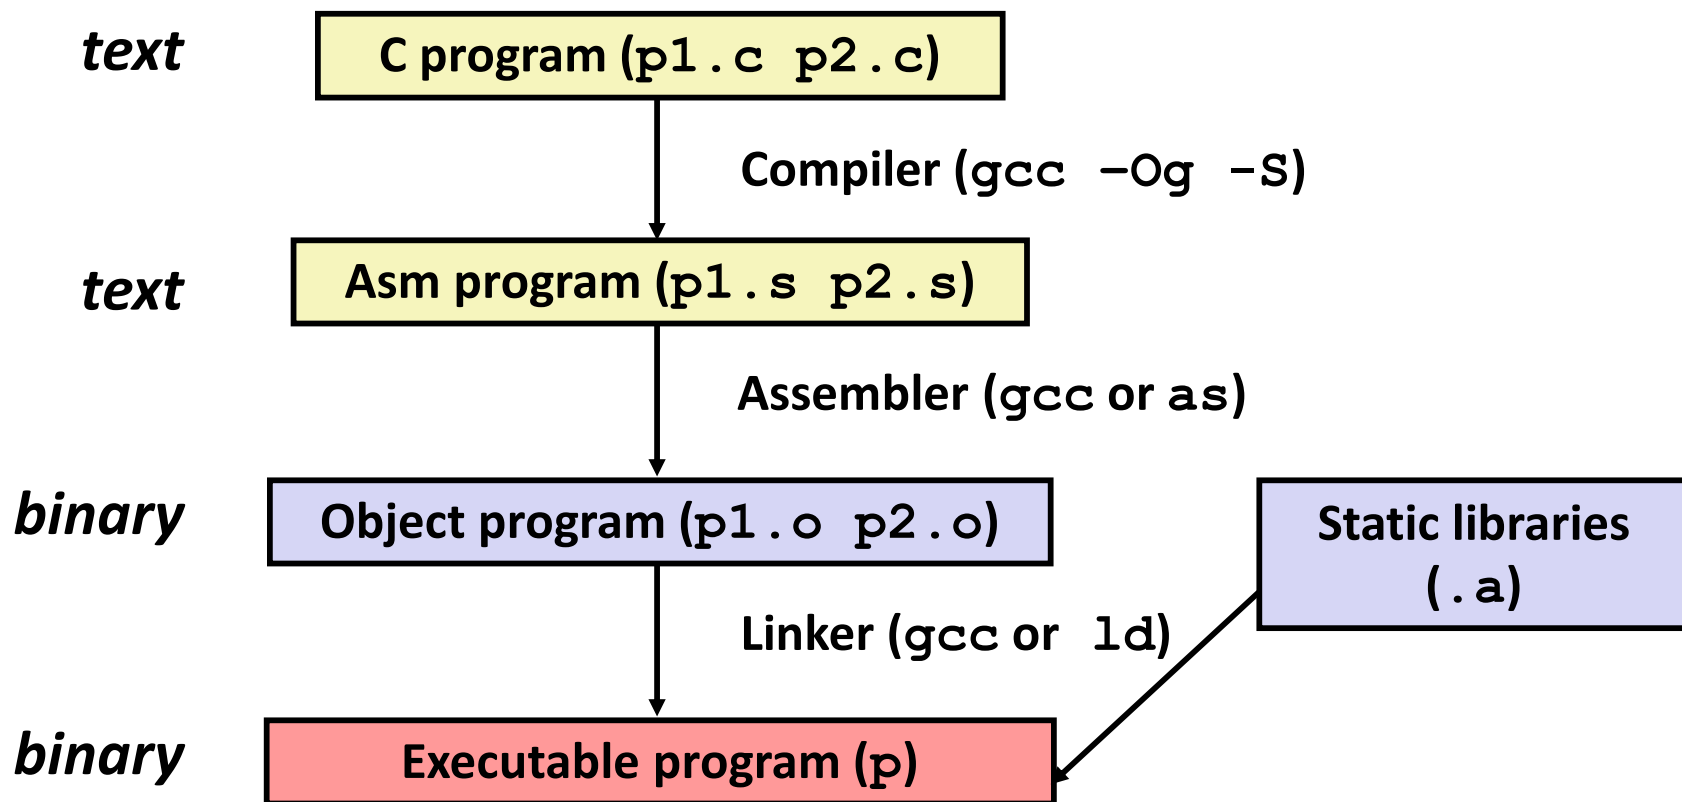 text
C program (p1.c p2.c)
Compiler (gcc –Og -S)
text
Asm program (p1.s p2.s)
Assembler (gcc or as)
binary
Object program (p1.o p2.o)
Static libraries
(.a)
Linker (gcc or ld)
binary
Executable program (p)